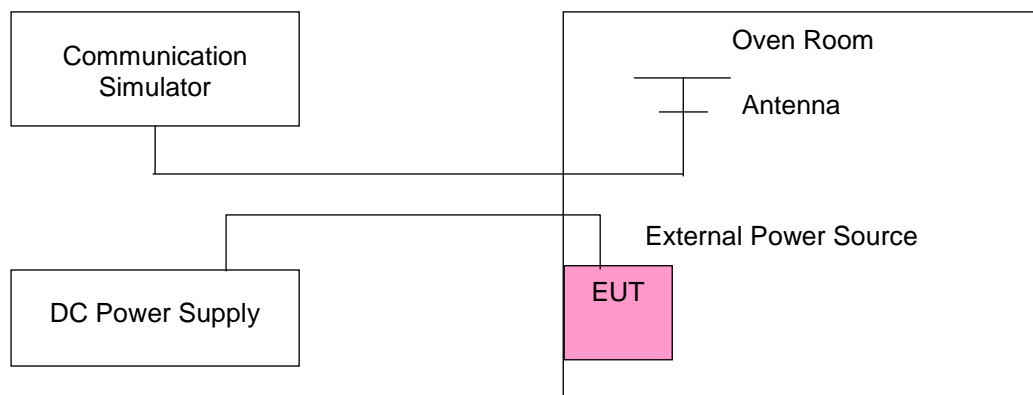 Communication
Simulator
Oven Room
Antenna
External Power Source
DC Power Supply
EUT